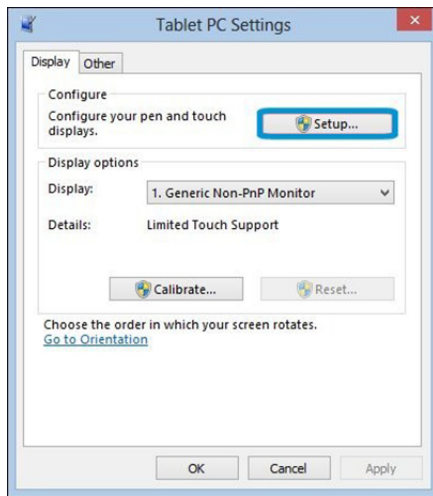 Tablet PC Settings
Display Other
Configure
Configure your pen and touch
displays.
Setup...
Display options
Display: 1. Generic Non-PnP Monitor
Details: Limited Touch Support
Calibrate... Reset...
Choose the order in which your screen rotates.
Go to Orientation
OK Cancel Apply